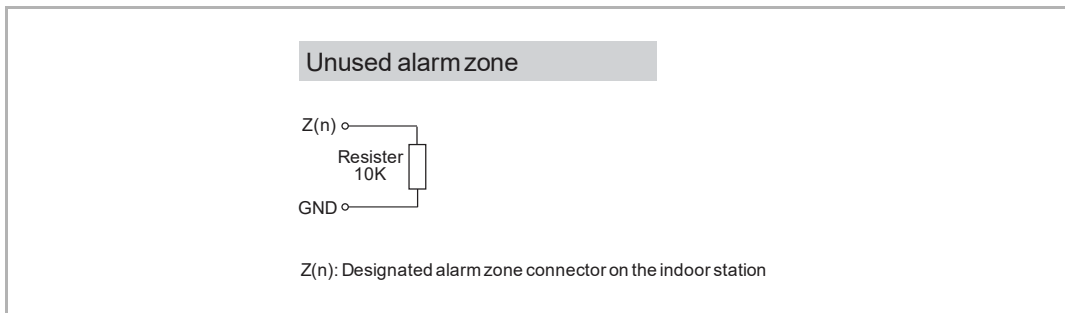 Unused alarm zone
Z(n)
Resister
10K
GND
Z(n): Designated alarm zone connector on the indoor station